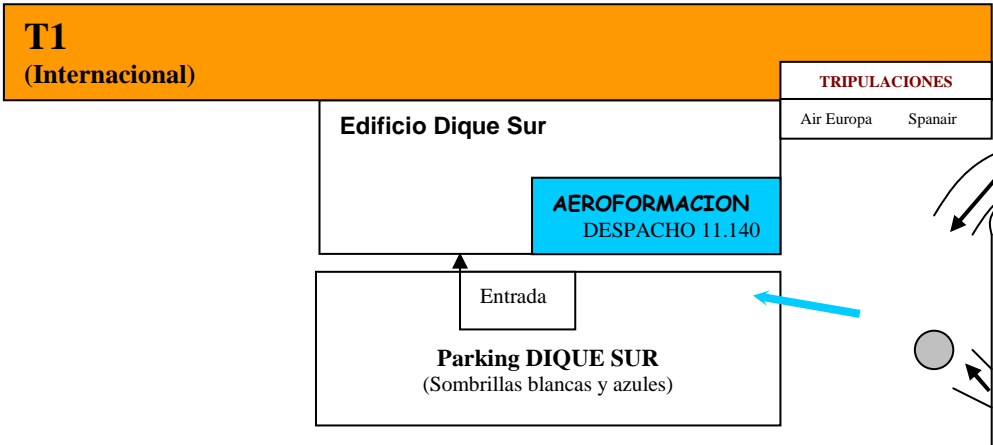 T1
(Internacional)
TRIPULACIONES
Air Europa Spanair
Edificio Dique Sur
AEROFORMACION
DESPACHO 11.140
Entrada
Parking DIQUE SUR
(Sombrillas blancas y azules)